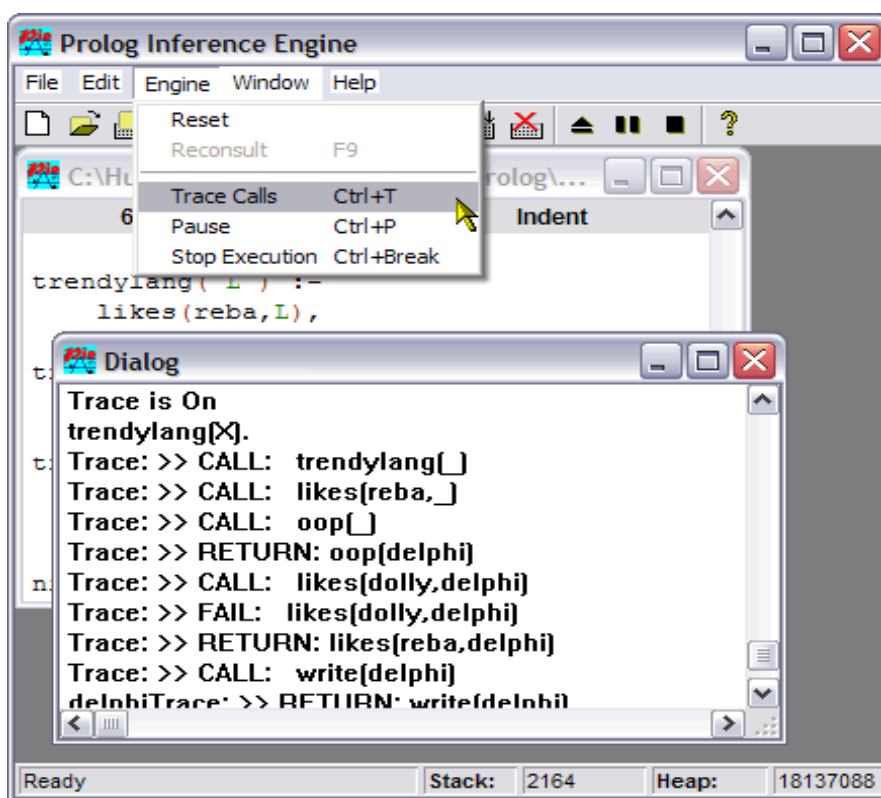 Prolog Inference Engine
File Edit Engine Window Help
Reset
Reconsult F9
Trace Calls Ctrl+T
Pause Ctrl+P
Stop Execution Ctrl+Break
C:\Hu rolog\...
6 Indent
trendylang( L ) :-
likes(reba,L),
t
t
n
Dialog
Trace is On
trendylang(X).
Trace: >> CALL: trendylang(_)
Trace: >> CALL: likes(reba,_)
Trace: >> CALL: oop(_)
Trace: >> RETURN: oop(delphi)
Trace: >> CALL: likes(dolly,delphi)
Trace: >> FAIL: likes(dolly,delphi)
Trace: >> RETURN: likes(reba,delphi)
Trace: >> CALL: write(delphi)
delphiTrace: >> RETURN: write(delphi)
Ready Stack: 2164 Heap: 18137088